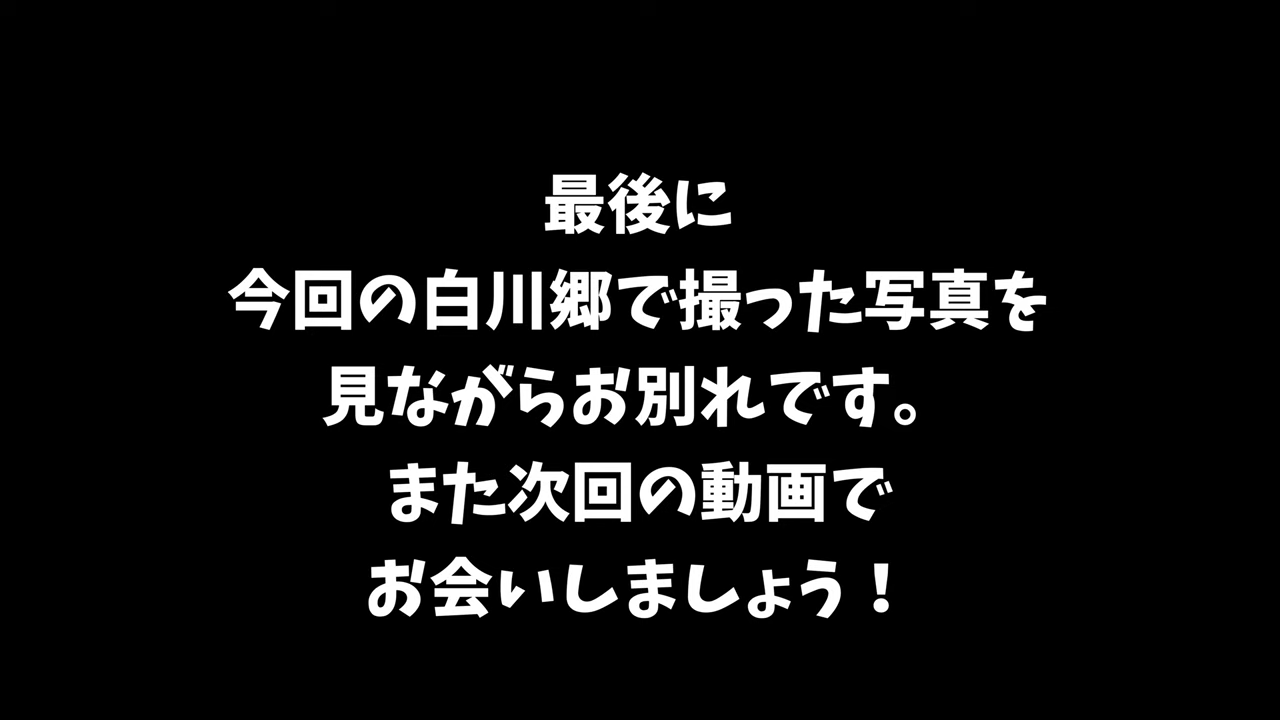 最後に
今回の白川郷で撮った写真を
見ながらお別れです。
また次回の動画で
お会いしましょう！